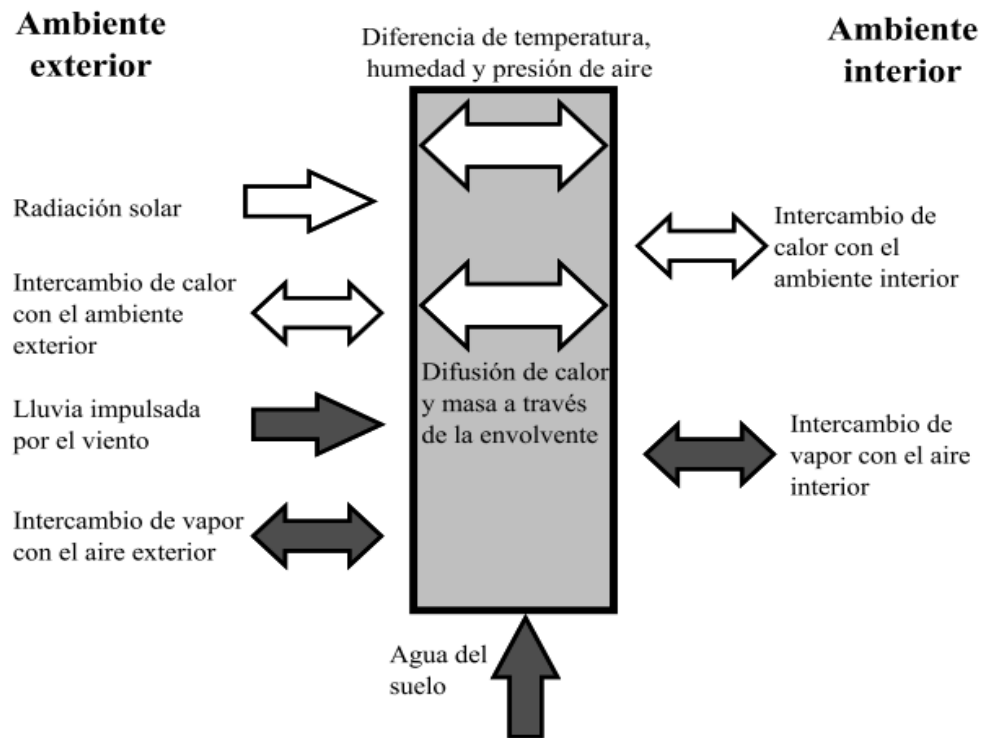 Ambiente
exterior
Diferencia de temperatura,
humedad y presión de aire
Ambiente
interior
Radiación solar
Intercambio de calor
con el ambiente
exterior
Lluvia impulsada
por el viento
Intercambio de vapor
con el aire exterior
Difusión de calor
y masa a través
de la envolvente
Intercambio de
calor con el
ambiente interior
Intercambio de
vapor con el aire
interior
Agua del
suelo